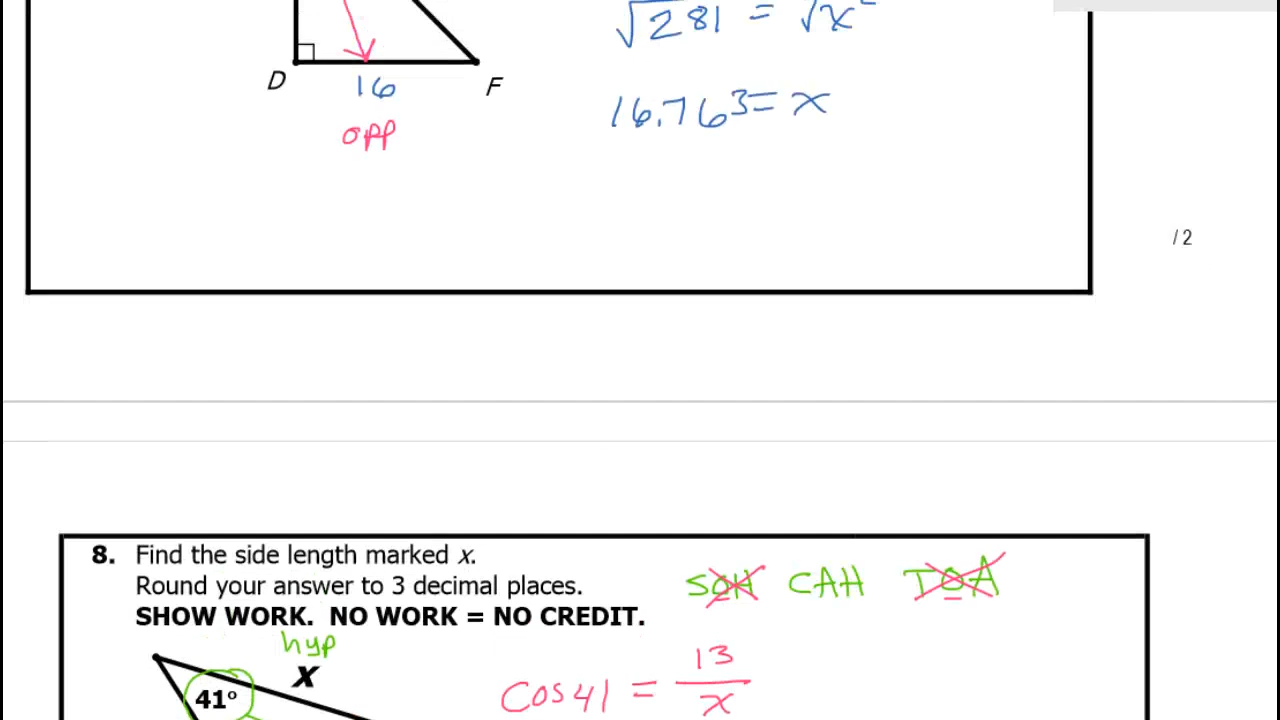 √281 = √x²
D 16 F
opp
16.763 = x
/ 2
8. Find the side length marked x.
Round your answer to 3 decimal places.
SHOW WORK. NO WORK = NO CREDIT.
SOH CAH TOA
hyp
x
41°
cos 41 = 13/x